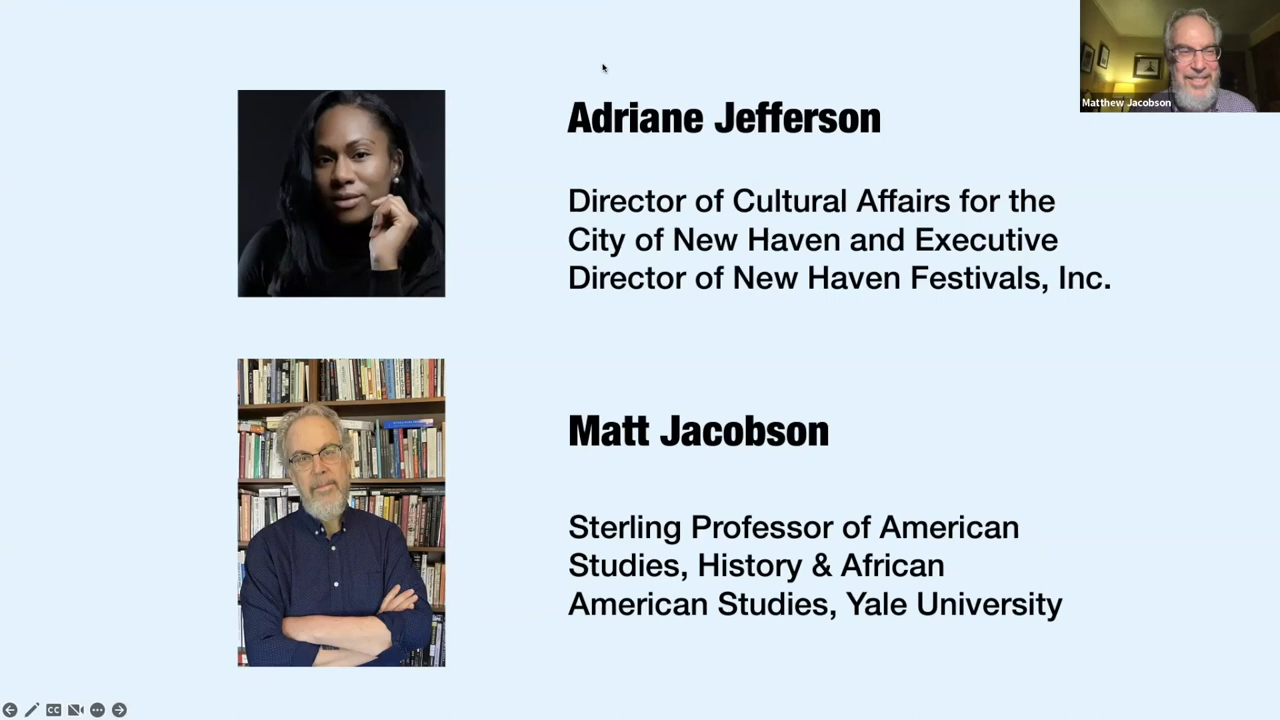 Matthew Jacobson
Adriane Jefferson
Director of Cultural Affairs for the
City of New Haven and Executive
Director of New Haven Festivals, Inc.
Matt Jacobson
Sterling Professor of American
Studies, History & African
American Studies, Yale University
CC